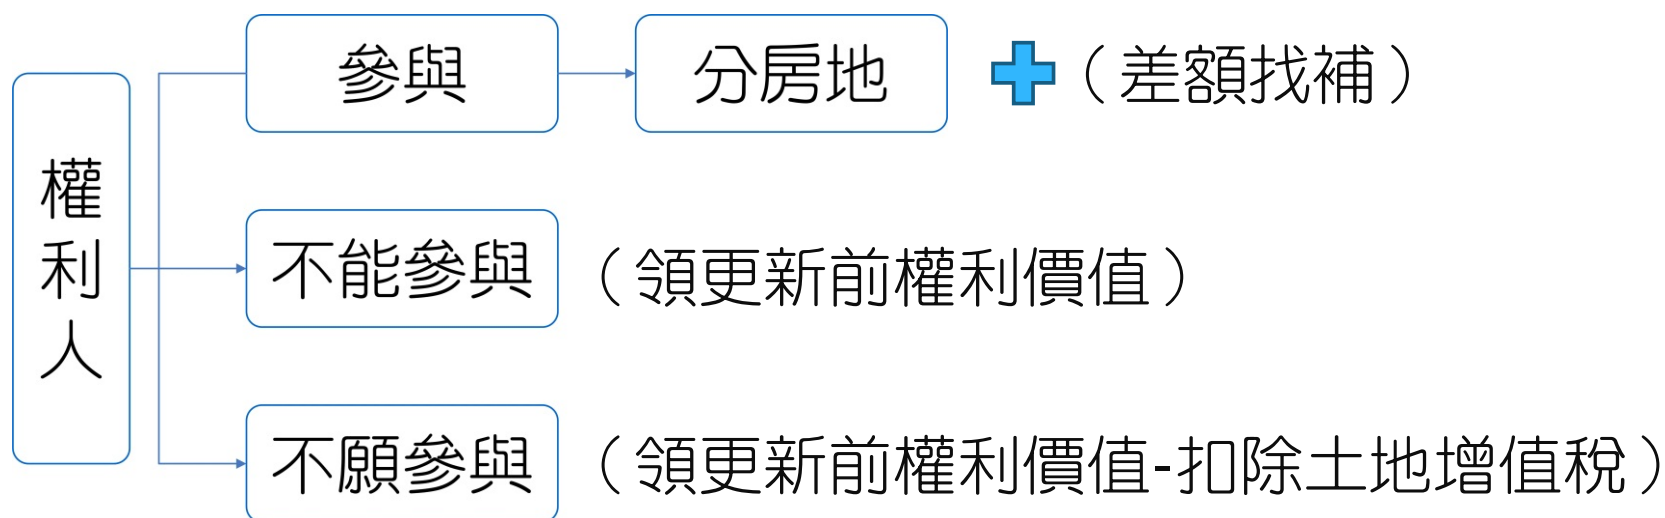 權利人
參與
分房地
（差額找補）
不能參與
（領更新前權利價值）
不願參與
（領更新前權利價值-扣除土地增值稅）